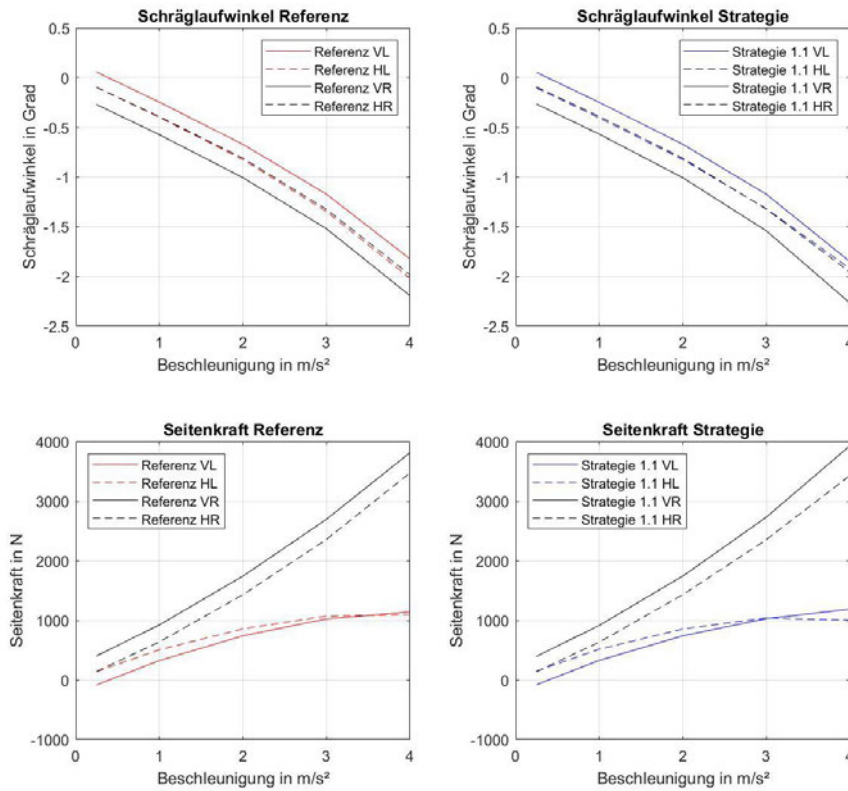 Schräglaufwinkel Referenz
0.5
0
-0.5
-1
-1.5
-2
-2.5
Schräglaufwinkel in Grad
Referenz VL
Referenz HL
Referenz VR
Referenz HR
0 1 2 3 4
Beschleunigung in m/s²
Schräglaufwinkel Strategie
0.5
0
-0.5
-1
-1.5
-2
-2.5
Schräglaufwinkel in Grad
Strategie 1.1 VL
Strategie 1.1 HL
Strategie 1.1 VR
Strategie 1.1 HR
0 1 2 3 4
Beschleunigung in m/s²
Seitenkraft Referenz
4000
3000
2000
1000
0
-1000
Seitenkraft in N
Referenz VL
Referenz HL
Referenz VR
Referenz HR
0 1 2 3 4
Beschleunigung in m/s²
Seitenkraft Strategie
4000
3000
2000
1000
0
-1000
Seitenkraft in N
Strategie 1.1 VL
Strategie 1.1 HL
Strategie 1.1 VR
Strategie 1.1 HR
0 1 2 3 4
Beschleunigung in m/s²